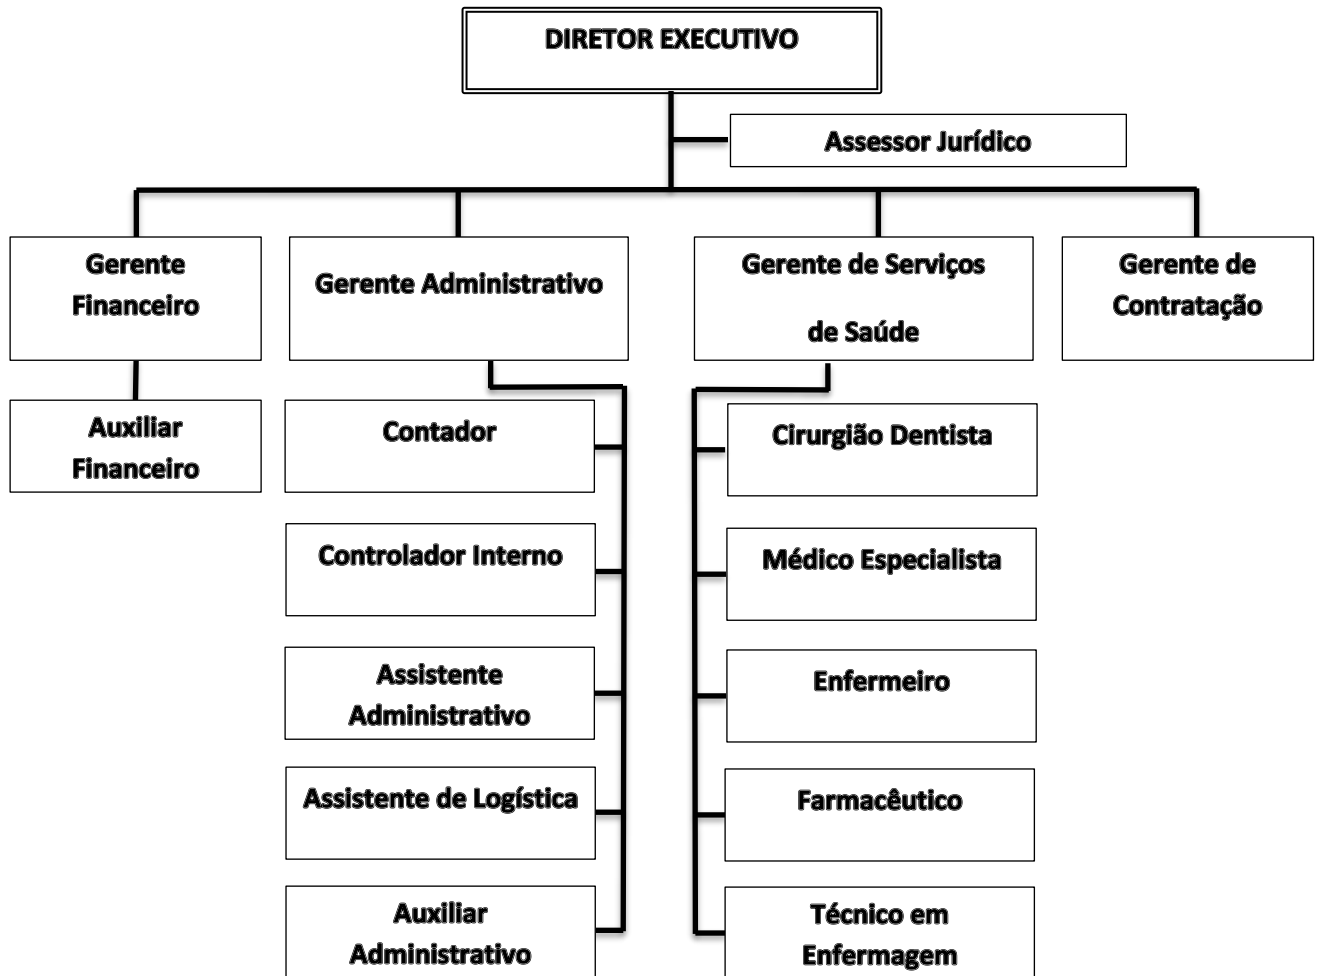 DIRETOR EXECUTIVO
Assessor Jurídico
Gerente
Financeiro
Gerente Administrativo
Gerente de Serviços
de Saúde
Gerente de
Contratação
Auxiliar
Financeiro
Contador
Controlador Interno
Assistente
Administrativo
Assistente de Logística
Auxiliar
Administrativo
Cirurgião Dentista
Médico Especialista
Enfermeiro
Farmacêutico
Técnico em
Enfermagem